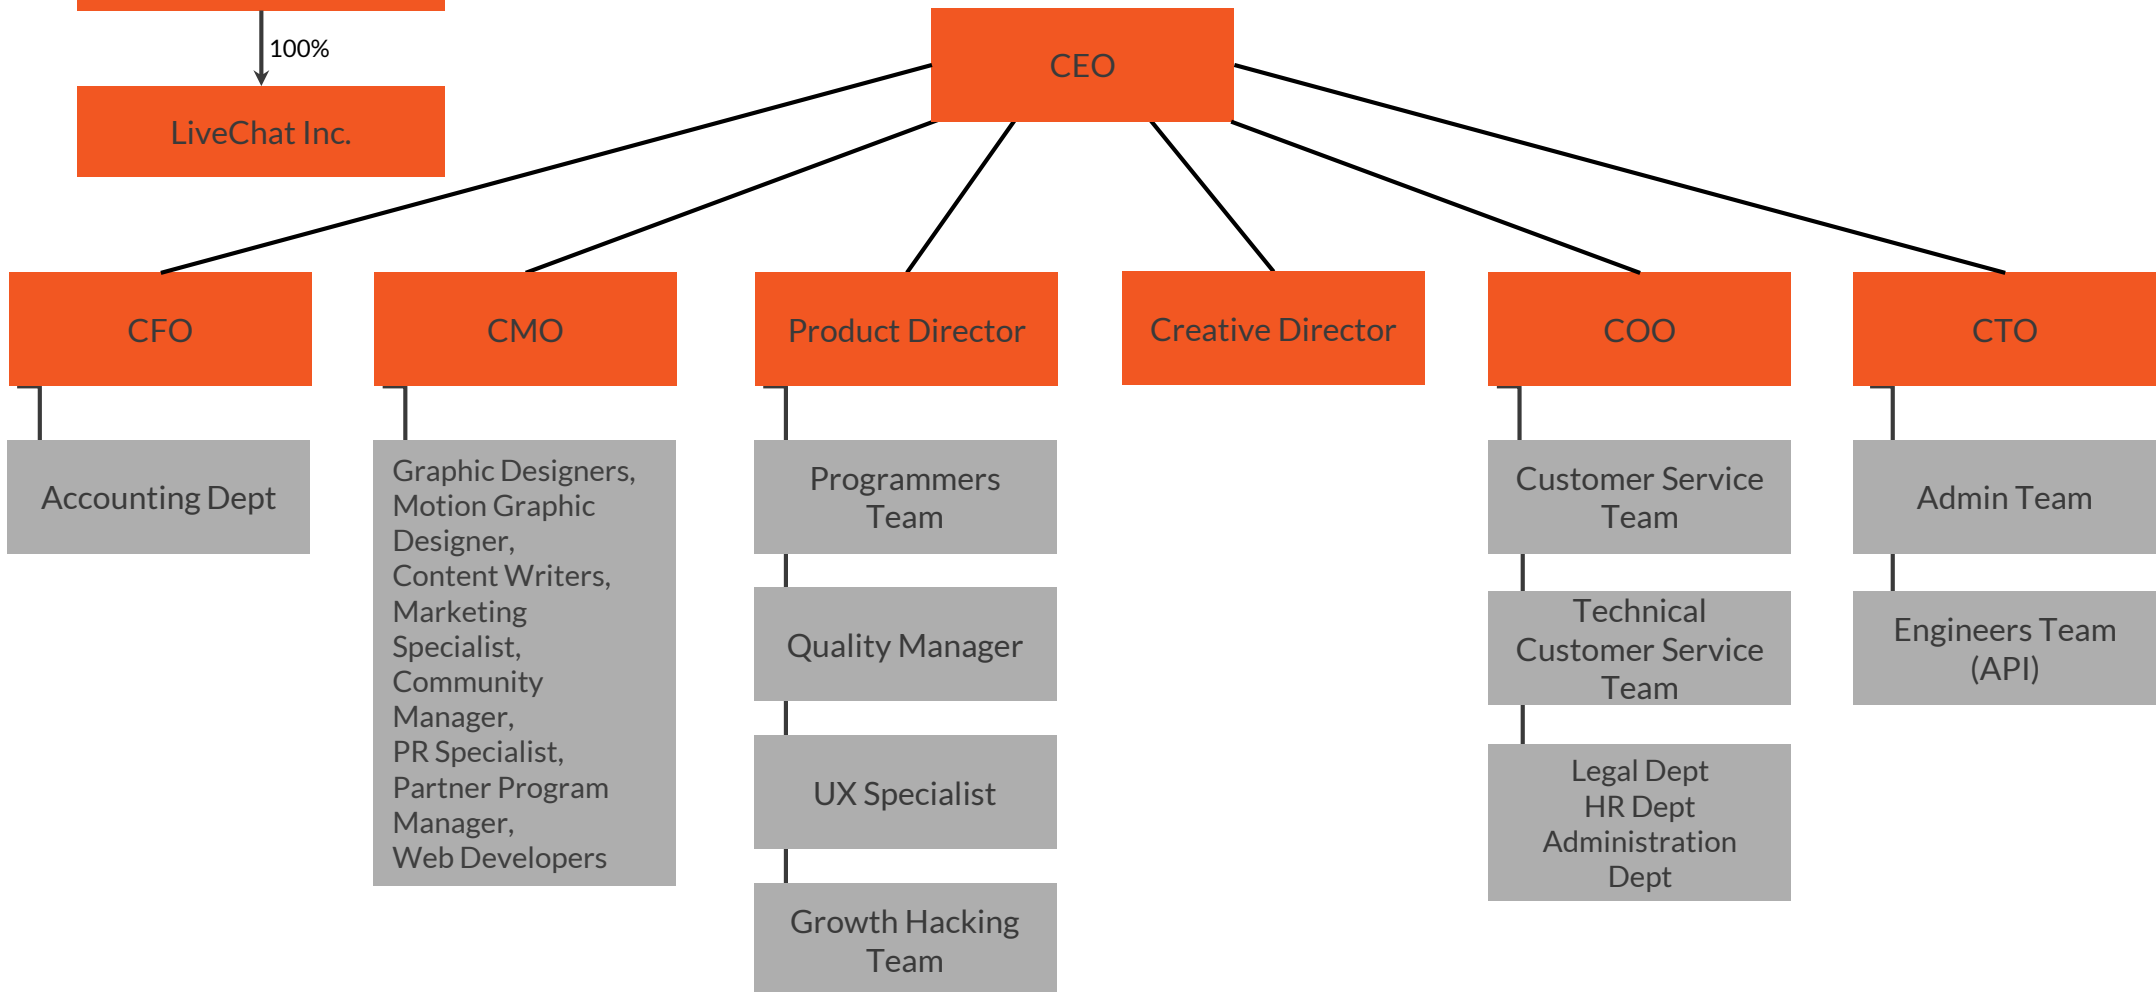 100%
LiveChat Inc.
CEO
CFO
CMO
Product Director
Creative Director
COO
CTO
Accounting Dept
Graphic Designers,
Motion Graphic
Designer,
Content Writers,
Marketing
Specialist,
Community
Manager,
PR Specialist,
Partner Program
Manager,
Web Developers
Programmers
Team
Quality Manager
UX Specialist
Growth Hacking
Team
Customer Service
Team
Technical
Customer Service
Team
Legal Dept
HR Dept
Administration
Dept
Admin Team
Engineers Team
(API)